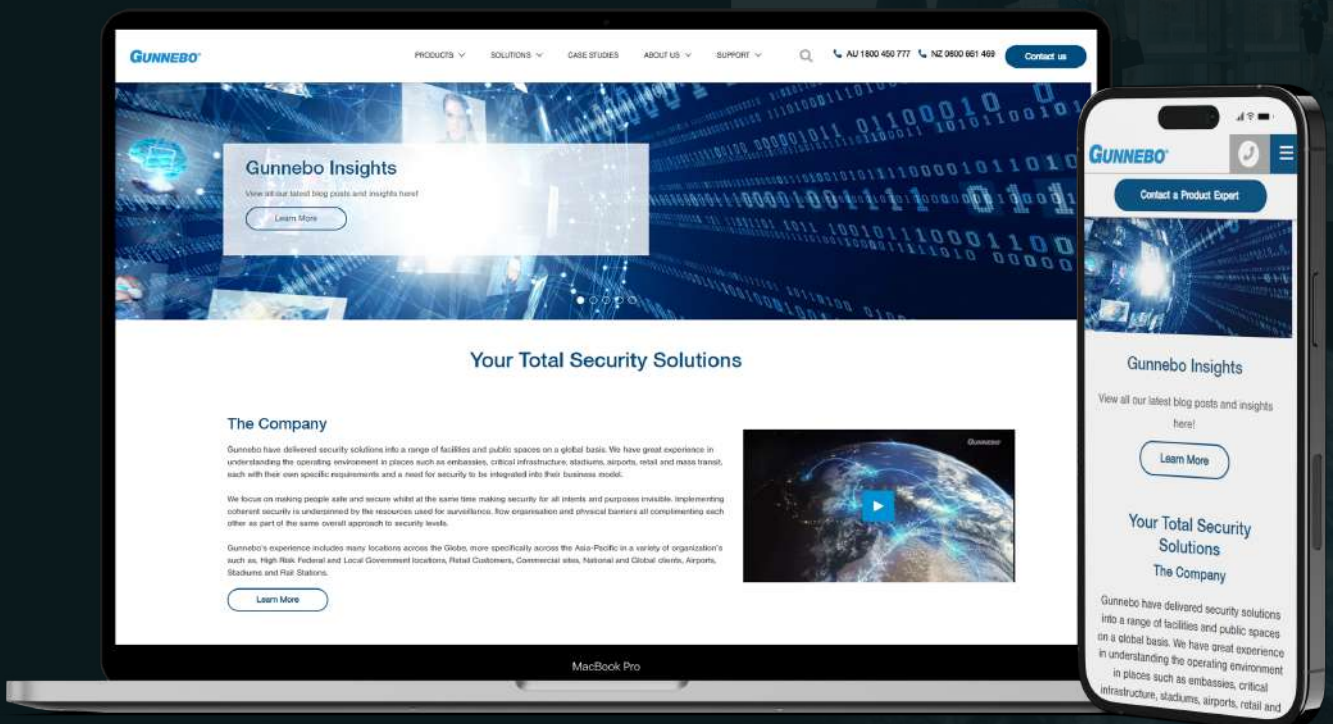 GUNNEBO®
PRODUCTS
SOLUTIONS
CASE STUDIES
ABOUT US
SUPPORT
AU 1800 450 777
NZ 0800 661 469
Contact us
Gunnebo Insights
View all our latest blog posts and insights here!
Learn More
Your Total Security Solutions
The Company
Gunnebo have delivered security solutions into a range of facilities and public spaces on a global basis. We have great experience in
understanding the operating environment in places such as embassies, critical infrastructure, stadiums, airports, retail and mass transit,
each with their own specific requirements and a need for security to be integrated into their business model.
We focus on making people safe and secure whilst at the same time making security for all intents and purposes invisible. Implementing
coherent security is underpinned by the resources used for surveillance, flow organisation and physical barriers all complimenting each
other as part of the same overall approach to security levels.
Gunnebo's experience includes many locations across the Globe, more specifically across the Asia-Pacific in a variety of organization's
such as, High Risk Federal and Local Government locations, Retail Customers, Commercial sites, National and Global clients, Airports,
Stadiums and Rail Stations.
Learn More
GUNNEBO
MacBook Pro
GUNNEBO®
Contact a Product Expert
Gunnebo Insights
View all our latest blog posts and insights
here!
Learn More
Your Total Security
Solutions
The Company
Gunnebo have delivered security solutions
into a range of facilities and public spaces
on a global basis. We have great experience
in understanding the operating environment
in places such as embassies, critical
infrastructure, stadiums, airports, retail and